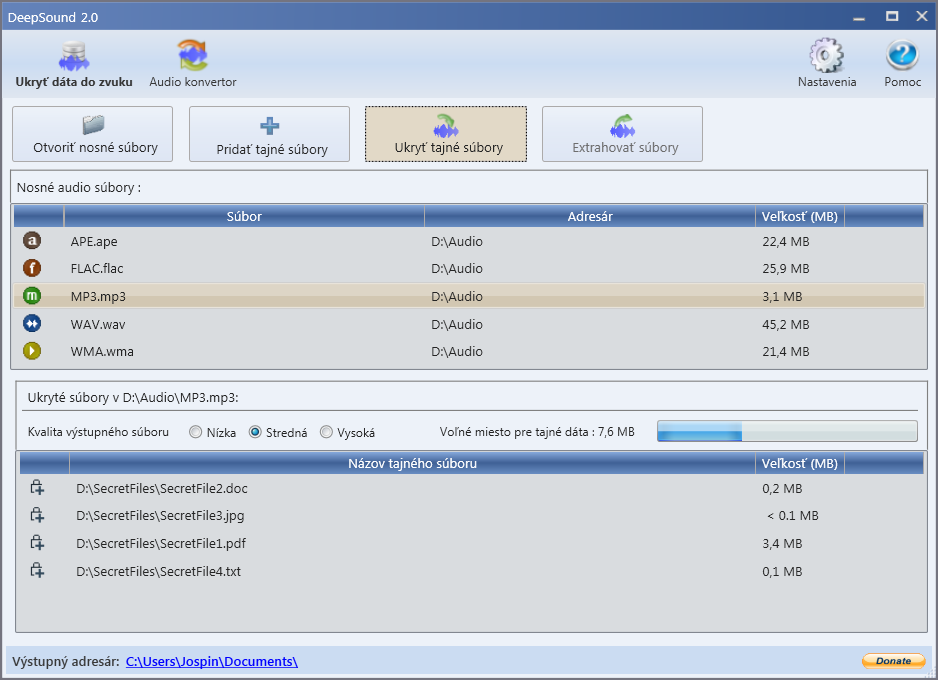 DeepSound 2.0
Ukryť dáta do zvuku Audio konvertor Nastavenia Pomoc
Otvoriť nosné súbory Pridať tajné súbory Ukryť tajné súbory Extrahovať súbory
Nosné audio súbory :
Súbor Adresár Veľkosť (MB)
a APE.ape D:\Audio 22,4 MB
f FLAC.flac D:\Audio 25,9 MB
m MP3.mp3 D:\Audio 3,1 MB
WAV.wav D:\Audio 45,2 MB
WMA.wma D:\Audio 21,4 MB
Ukryté súbory v D:\Audio\MP3.mp3:
Kvalita výstupného súboru Nízka Stredná Vysoká Voľné miesto pre tajné dáta : 7,6 MB
Názov tajného súboru Veľkosť (MB)
D:\SecretFiles\SecretFile2.doc 0,2 MB
D:\SecretFiles\SecretFile3.jpg < 0.1 MB
D:\SecretFiles\SecretFile1.pdf 3,4 MB
D:\SecretFiles\SecretFile4.txt 0,1 MB
Výstupný adresár: C:\Users\Jospin\Documents\ Donate